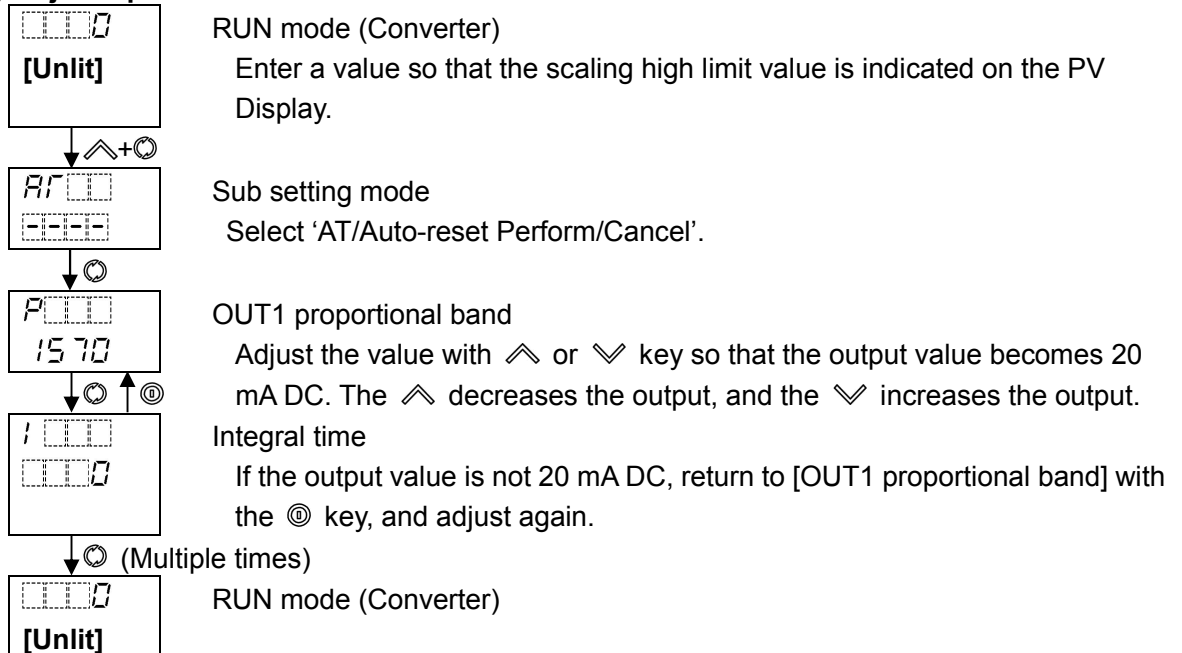 0
RUN mode (Converter)
[Unlit]
Enter a value so that the scaling high limit value is indicated on the PV
Display.
+
AT
Sub setting mode
----
Select ‘AT/Auto-reset Perform/Cancel’.
P
OUT1 proportional band
1570
Adjust the value with or key so that the output value becomes 20
mA DC. The decreases the output, and the increases the output.
I
Integral time
0
If the output value is not 20 mA DC, return to [OUT1 proportional band] with
the key, and adjust again.
(Multiple times)
0
RUN mode (Converter)
[Unlit]